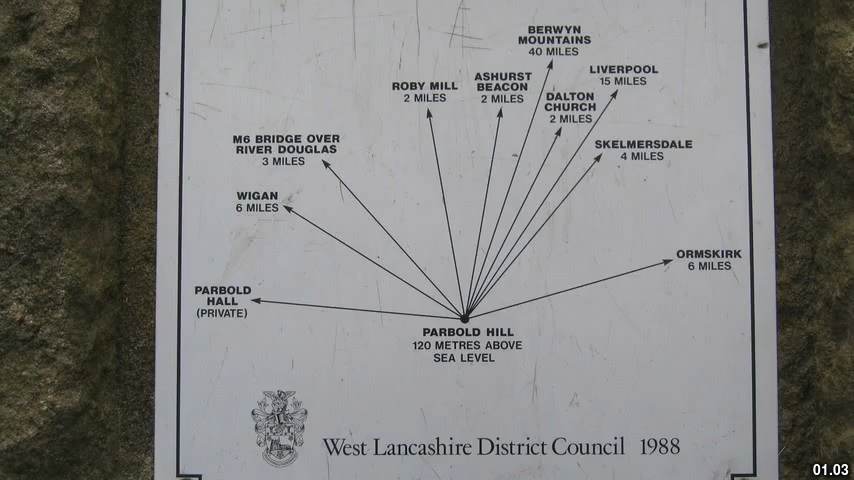 BERWYN
MOUNTAINS
40 MILES
LIVERPOOL
15 MILES
ASHURST
BEACON
2 MILES
ROBY MILL
2 MILES
DALTON
CHURCH
2 MILES
M6 BRIDGE OVER
RIVER DOUGLAS
3 MILES
SKELMERSDALE
4 MILES
WIGAN
6 MILES
ORMSKIRK
6 MILES
PARBOLD
HALL
(PRIVATE)
PARBOLD HILL
120 METRES ABOVE
SEA LEVEL
West Lancashire District Council 1988
01.03